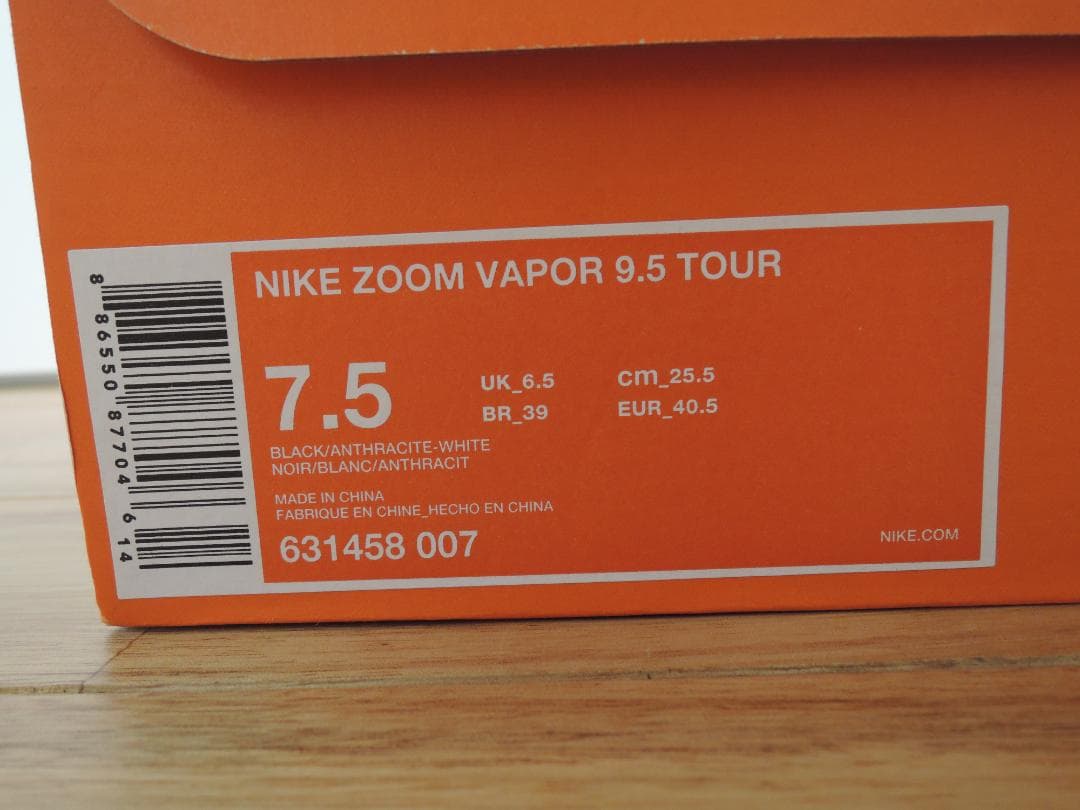 NIKE ZOOM VAPOR 9.5 TOUR
7.5
UK_6.5 cm_25.5
BR_39 EUR_40.5
BLACK/ANTHRACITE-WHITE
NOIR/BLANC/ANTHRACIT
MADE IN CHINA
FABRIQUE EN CHINE_HECHO EN CHINA
631458 007
NIKE.COM
8 86550 87704 6 14